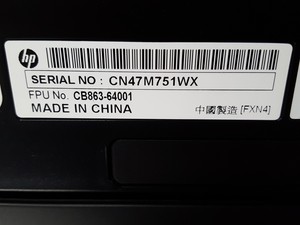 hp
SERIAL NO : CN47M751WX
FPU No. CB863-64001
MADE IN CHINA 中國製造 [FXN4]